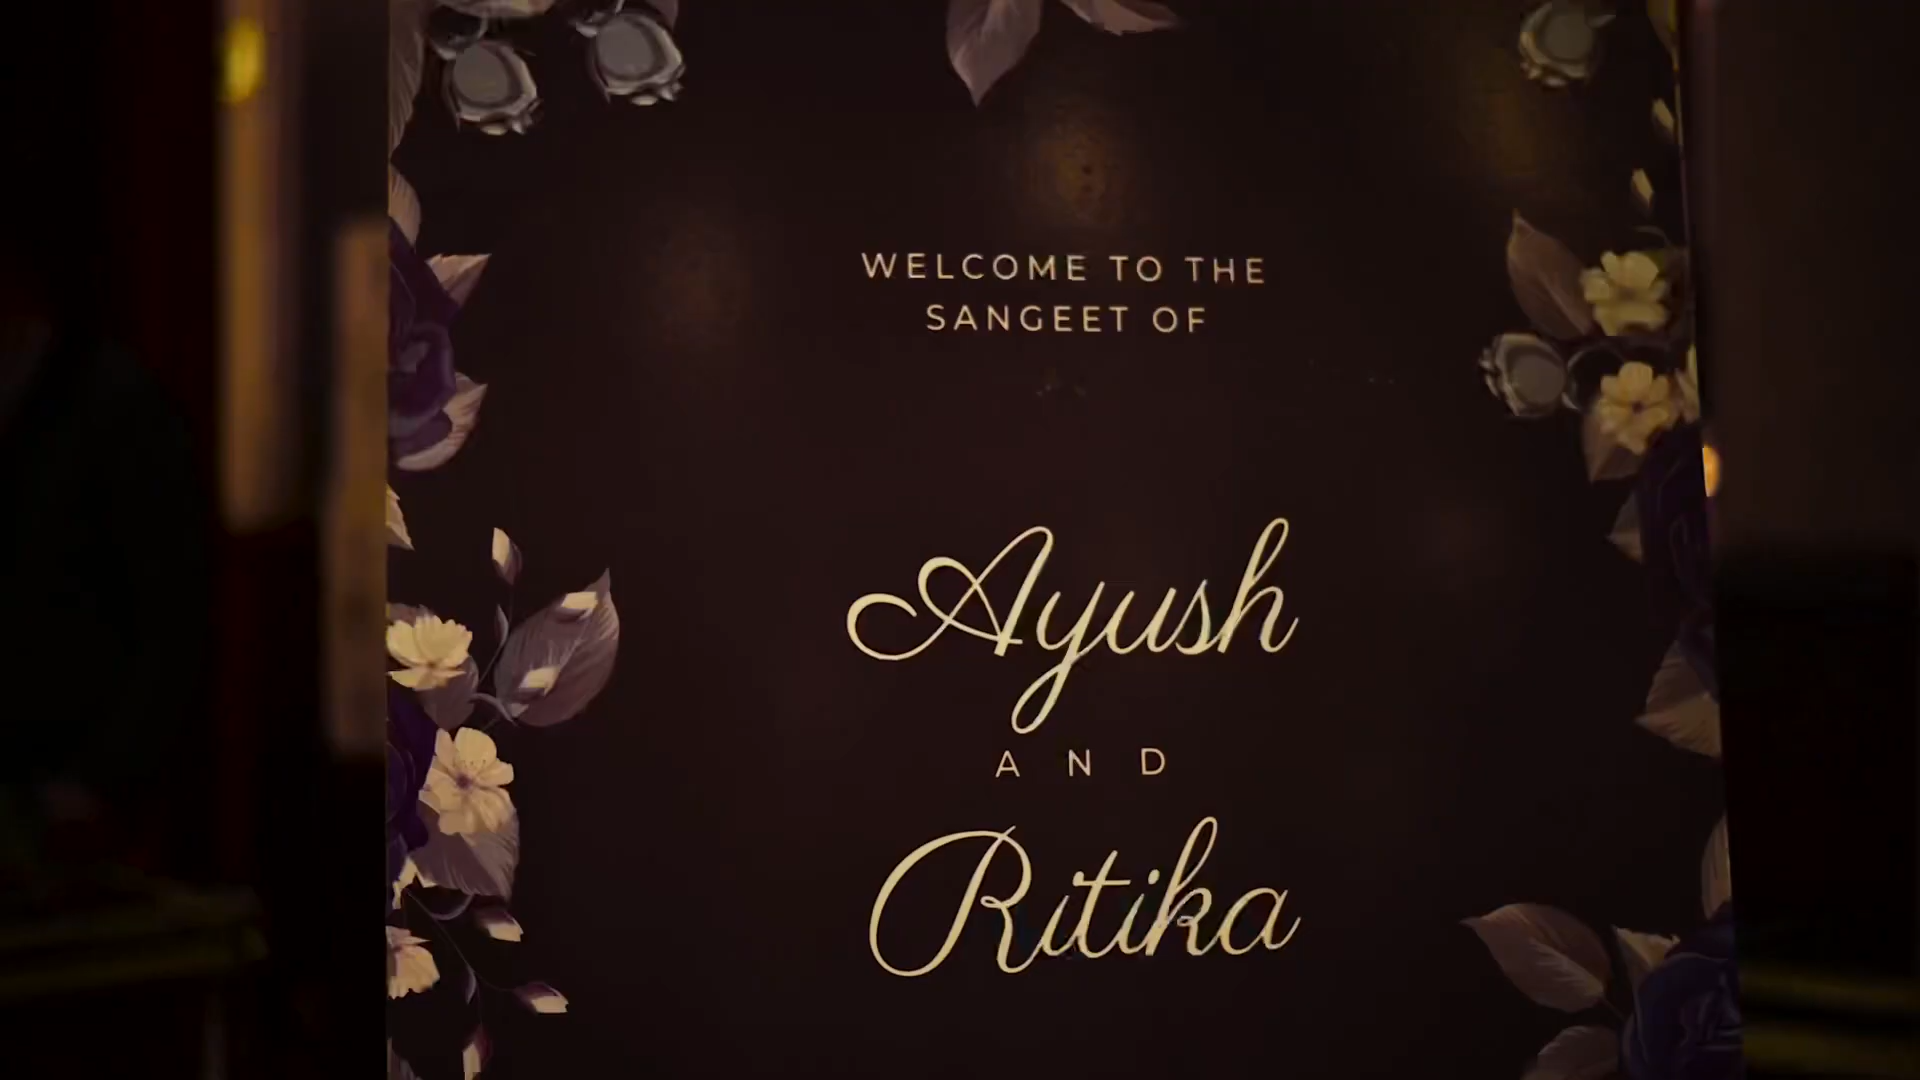 WELCOME TO THE
SANGEET OF
Ayush
AND
Ritika